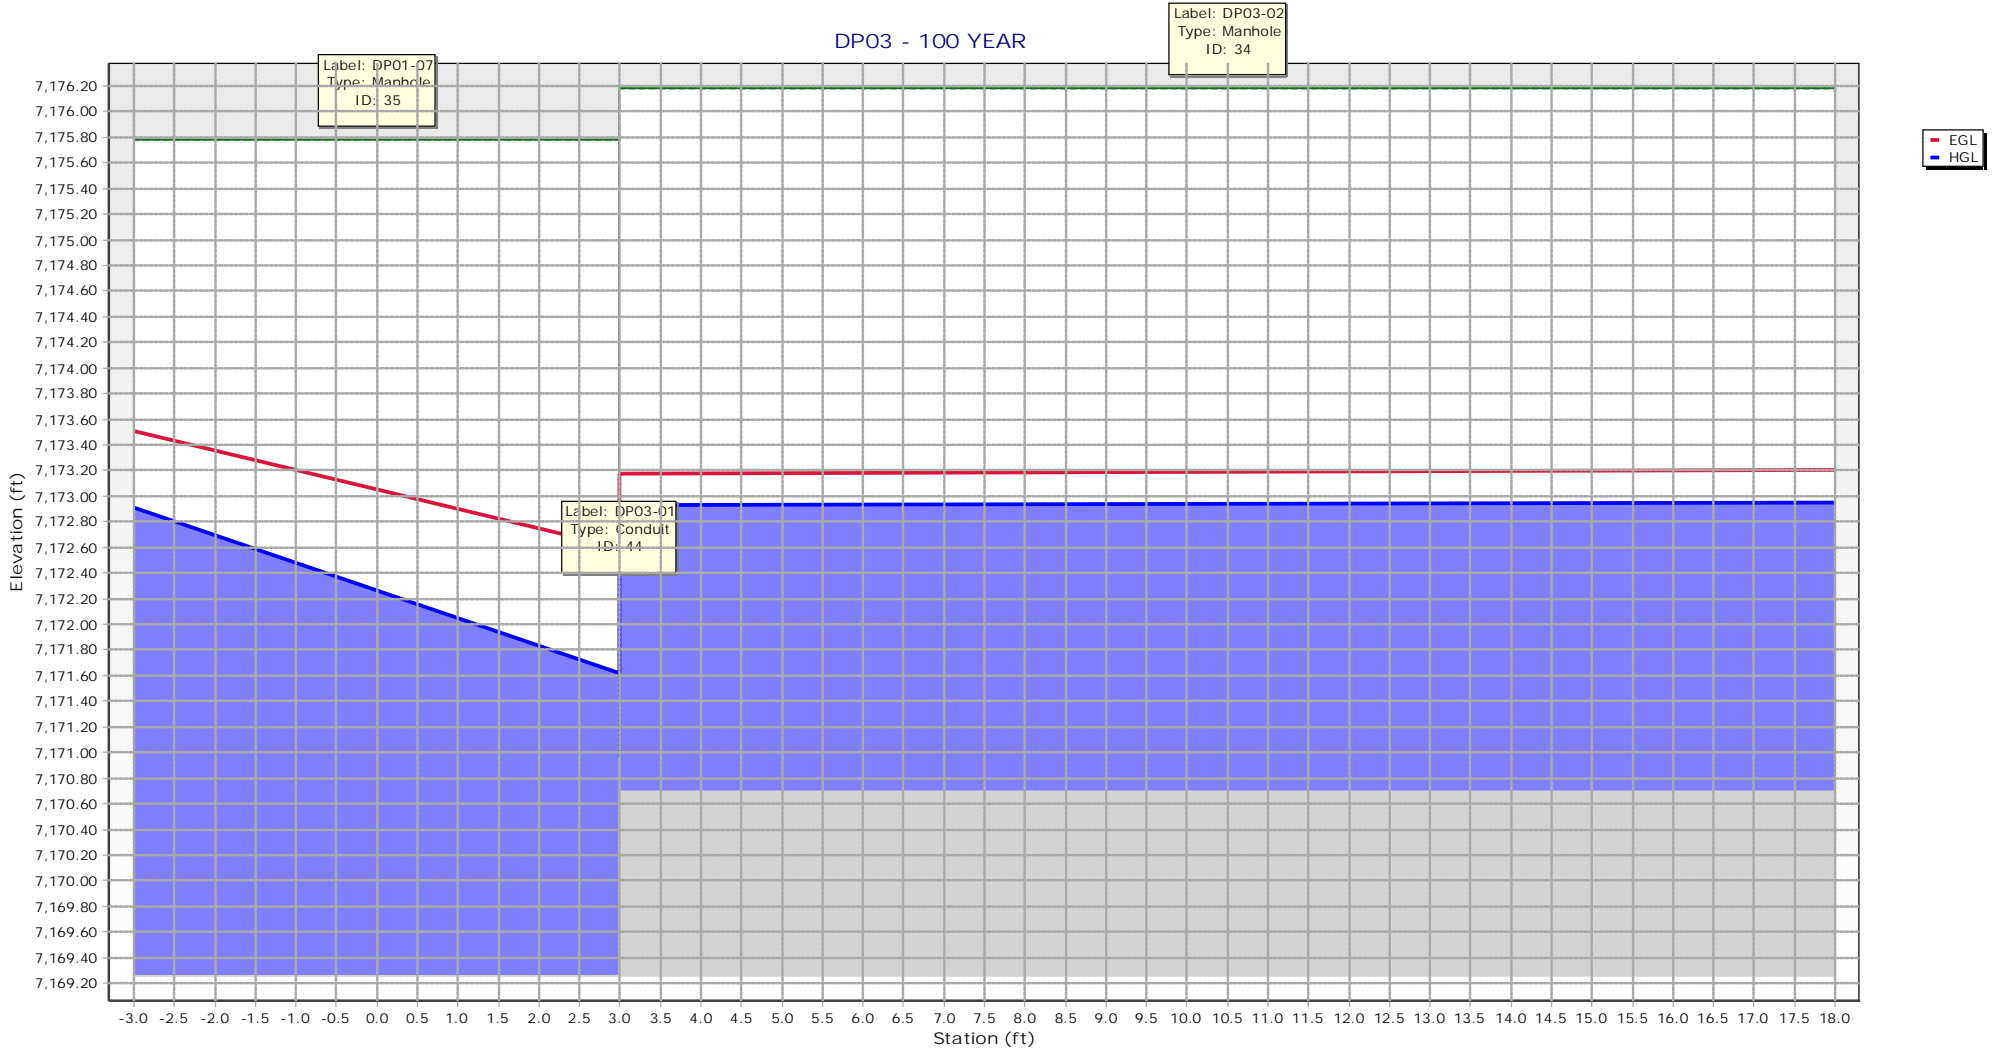 Label: DP03-02
Type: Manhole
ID: 34
DP03 - 100 YEAR
Label: DP01-07
Type: Manhole
ID: 35
7,176.20
7,176.00
7,175.80
7,175.60
7,175.40
7,175.20
7,175.00
7,174.80
7,174.60
7,174.40
7,174.20
7,174.00
7,173.80
7,173.60
7,173.40
7,173.20
7,173.00
7,172.80
7,172.60
7,172.40
7,172.20
7,172.00
7,171.80
7,171.60
7,171.40
7,171.20
7,171.00
7,170.80
7,170.60
7,170.40
7,170.20
7,170.00
7,169.80
7,169.60
7,169.40
7,169.20
Elevation (ft)
EGL
HGL
Label: DP03-01
Type: Conduit
ID: 44
-3.0 -2.5 -2.0 -1.5 -1.0 -0.5 0.0 0.5 1.0 1.5 2.0 2.5 3.0 3.5 4.0 4.5 5.0 5.5 6.0 6.5 7.0 7.5 8.0 8.5 9.0 9.5 10.0 10.5 11.0 11.5 12.0 12.5 13.0 13.5 14.0 14.5 15.0 15.5 16.0 16.5 17.0 17.5 18.0
Station (ft)